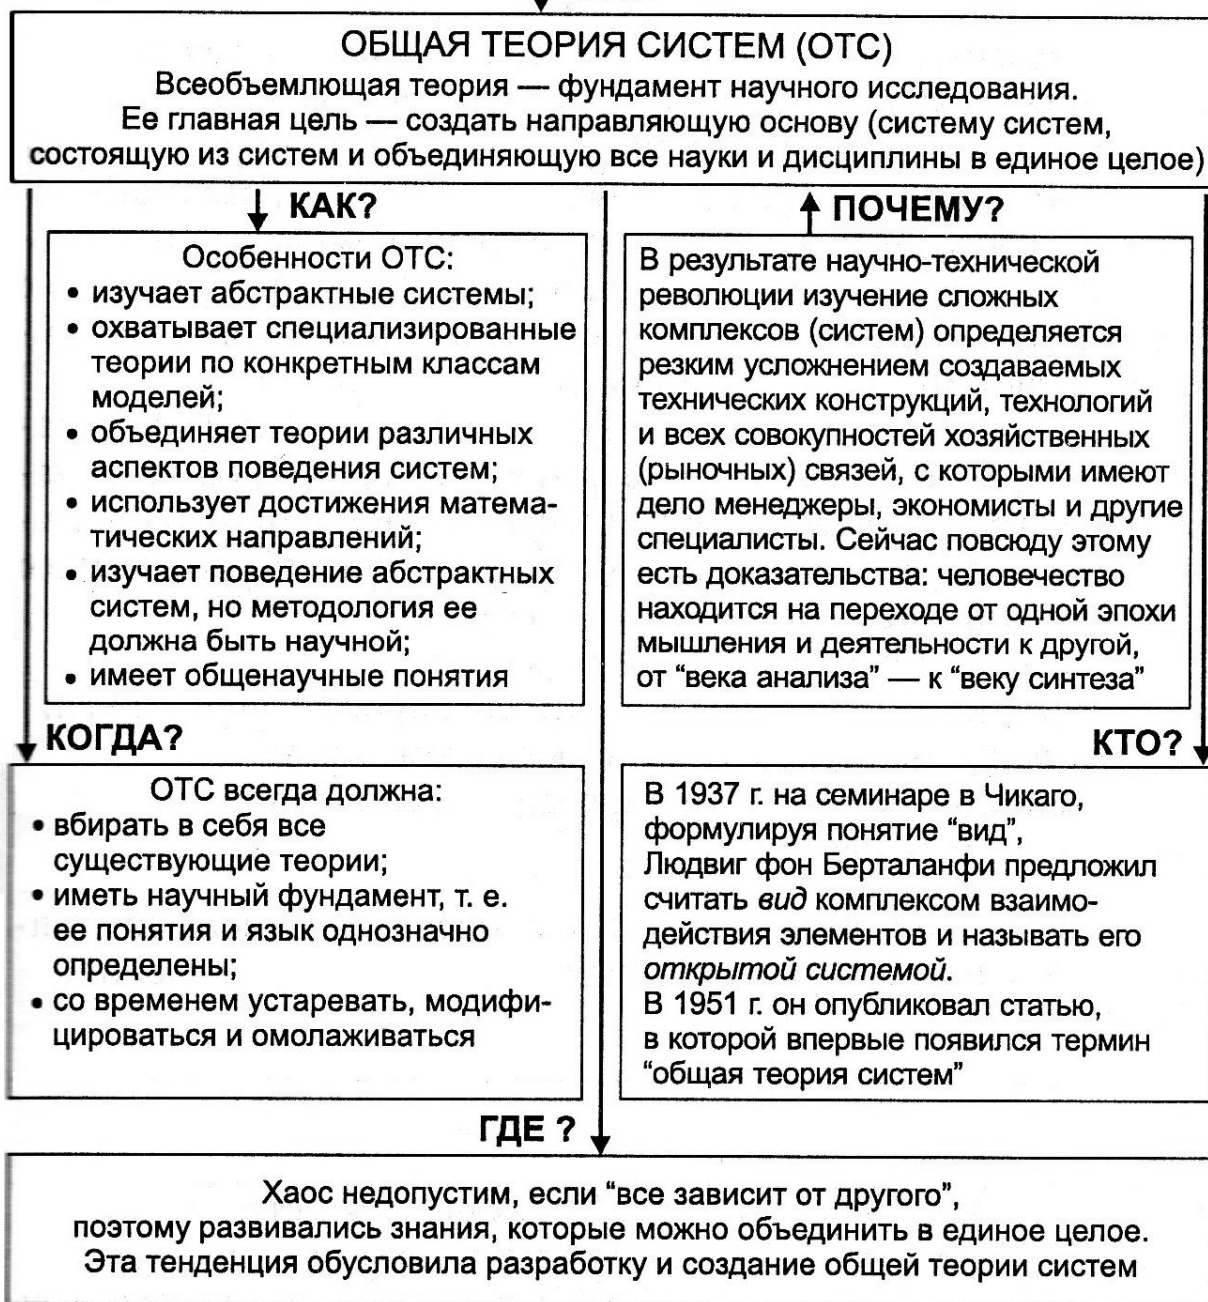 ОБЩАЯ ТЕОРИЯ СИСТЕМ (ОТС)
Всеобъемлющая теория — фундамент научного исследования.
Ее главная цель — создать направляющую основу (систему систем,
состоящую из систем и объединяющую все науки и дисциплины в единое целое)
КАК?
Особенности ОТС:
• изучает абстрактные системы;
• охватывает специализированные
теории по конкретным классам
моделей;
• объединяет теории различных
аспектов поведения систем;
• использует достижения матема-
тических направлений;
• изучает поведение абстрактных
систем, но методология ее
должна быть научной;
• имеет общенаучные понятия
ПОЧЕМУ?
В результате научно-технической
революции изучение сложных
комплексов (систем) определяется
резким усложнением создаваемых
технических конструкций, технологий
и всех совокупностей хозяйственных
(рыночных) связей, с которыми имеют
дело менеджеры, экономисты и другие
специалисты. Сейчас повсюду этому
есть доказательства: человечество
находится на переходе от одной эпохи
мышления и деятельности к другой,
от “века анализа” — к “веку синтеза”
КОГДА?
ОТС всегда должна:
• вбирать в себя все
существующие теории;
• иметь научный фундамент, т. е.
ее понятия и язык однозначно
определены;
• со временем устаревать, модифи-
цироваться и омолаживаться
КТО?
В 1937 г. на семинаре в Чикаго,
формулируя понятие “вид”,
Людвиг фон Берталанфи предложил
считать вид комплексом взаимо-
действия элементов и называть его
открытой системой.
В 1951 г. он опубликовал статью,
в которой впервые появился термин
“общая теория систем”
ГДЕ ?
Хаос недопустим, если “все зависит от другого”,
поэтому развивались знания, которые можно объединить в единое целое.
Эта тенденция обусловила разработку и создание общей теории систем